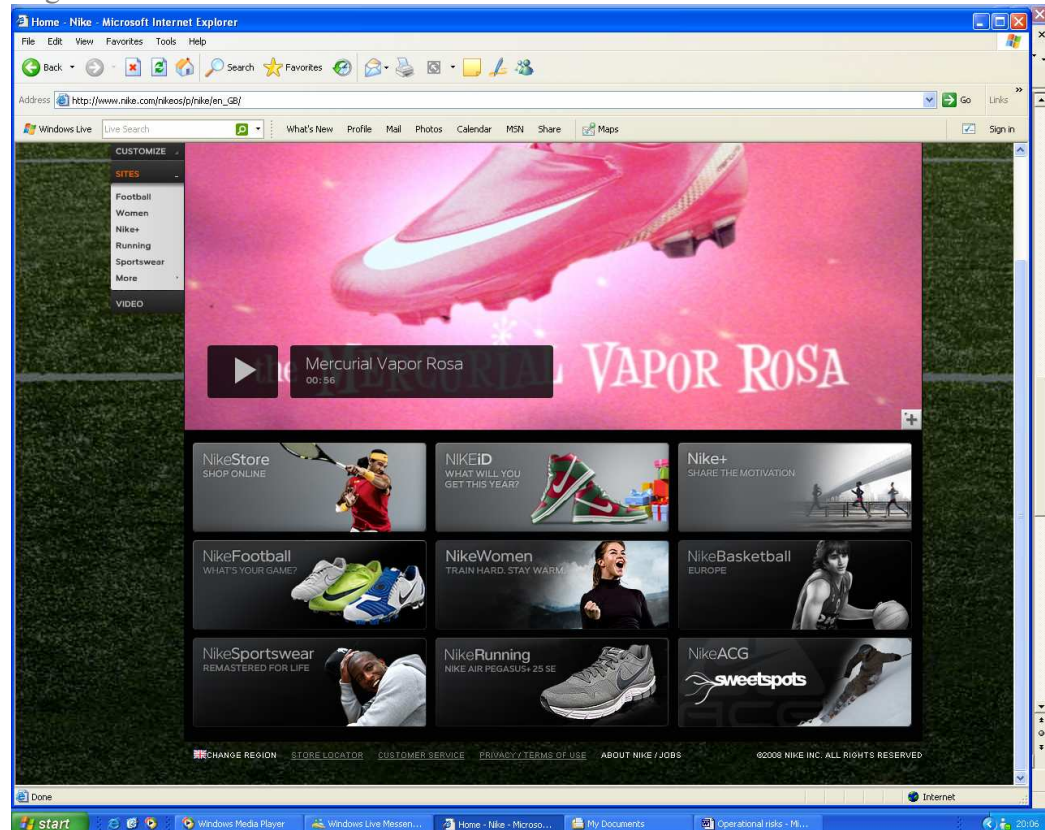 Home - Nike - Microsoft Internet Explorer
File Edit View Favorites Tools Help
Back Search Favorites
Address http://www.nike.com/nikeos/p/nike/en_GB/ Go Links »
Windows Live Live Search What's New Profile Mail Photos Calendar MSN Share Maps Sign in
CUSTOMIZE
SITES
Football
Women
Nike+
Running
Sportswear
More
VIDEO
the MERCURIAL VAPOR ROSA
Mercurial Vapor Rosa
00:56
NikeStore
SHOP ONLINE
NIKEiD
WHAT WILL YOU
GET THIS YEAR?
Nike+
SHARE THE MOTIVATION
NikeFootball
WHAT'S YOUR GAME?
NikeWomen
TRAIN HARD. STAY WARM.
NikeBasketball
EUROPE
NikeSportswear
REMASTERED FOR LIFE
NikeRunning
NIKE AIR PEGASUS+ 25 SE
NikeACG
sweetspots
ACG
CHANGE REGION STORE LOCATOR CUSTOMER SERVICE PRIVACY / TERMS OF USE ABOUT NIKE / JOBS ©2008 NIKE INC. ALL RIGHTS RESERVED
Done Internet
start Windows Media Player Windows Live Messen... Home - Nike - Microso... My Documents Operational risks - Mi... 20:06